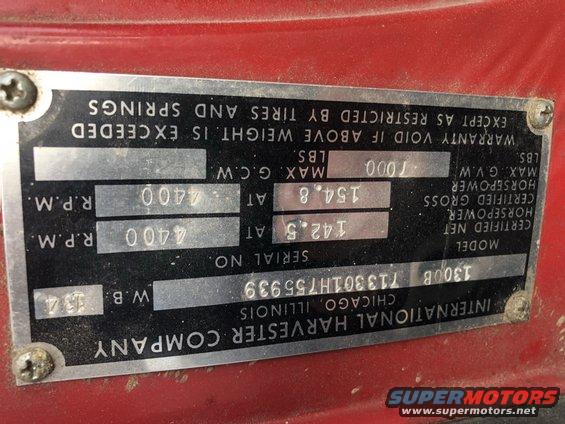 INTERNATIONAL HARVESTER COMPANY
CHICAGO, ILLINOIS
1300B 713301H755939 W.B. 134
MODEL SERIAL NO.
CERTIFIED NET HORSEPOWER 142.5 AT 4400 R.P.M.
CERTIFIED GROSS HORSEPOWER 154.8 AT 4400 R.P.M.
MAX. G.V.W. LBS. 7000 MAX. G.C.W. LBS.
WARRANTY VOID IF ABOVE WEIGHT IS EXCEEDED
EXCEPT AS RESTRICTED BY TIRES AND SPRINGS
SUPERMOTORS
www.supermotors.net